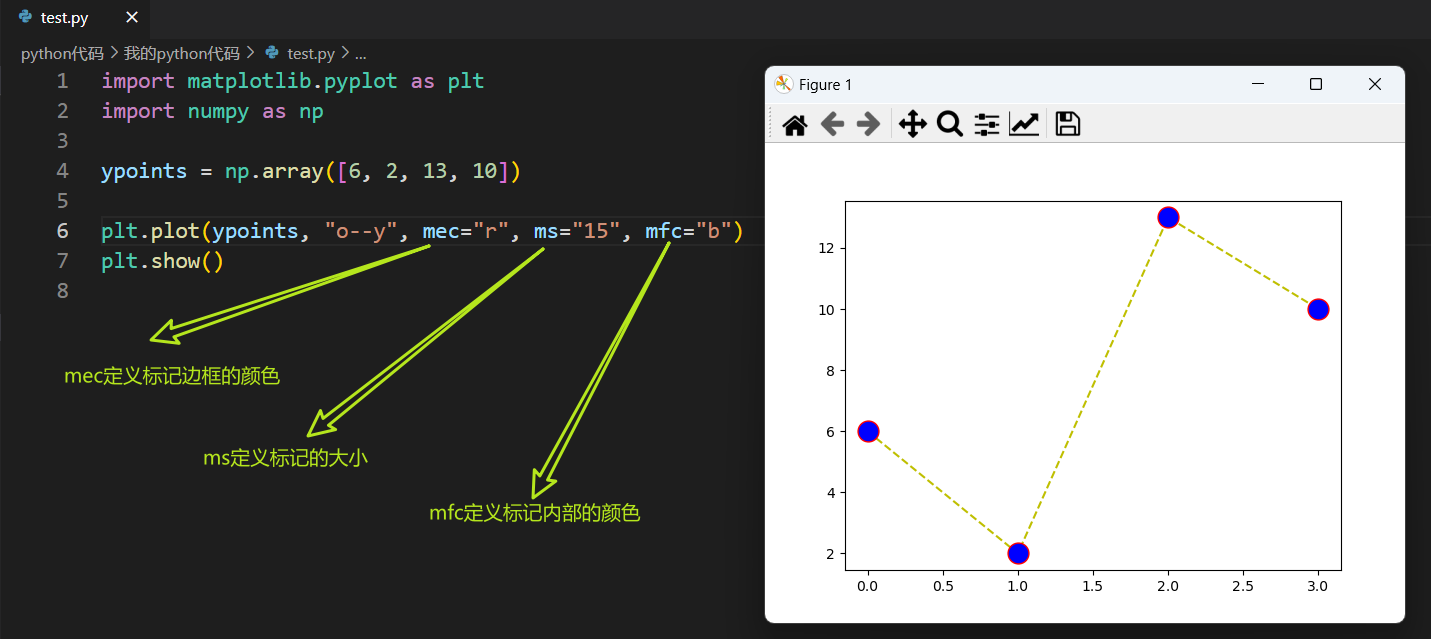 test.py
python代码 > 我的python代码 > test.py > ...
1 import matplotlib.pyplot as plt
2 import numpy as np
3
4 ypoints = np.array([6, 2, 13, 10])
5
6 plt.plot(ypoints, "o--y", mec="r", ms="15", mfc="b")
7 plt.show()
8
mec定义标记边框的颜色
ms定义标记的大小
mfc定义标记内部的颜色
Figure 1
12
10
8
6
4
2
0.0 0.5 1.0 1.5 2.0 2.5 3.0